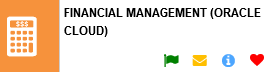 $$$
FINANCIAL MANAGEMENT (ORACLE
CLOUD)